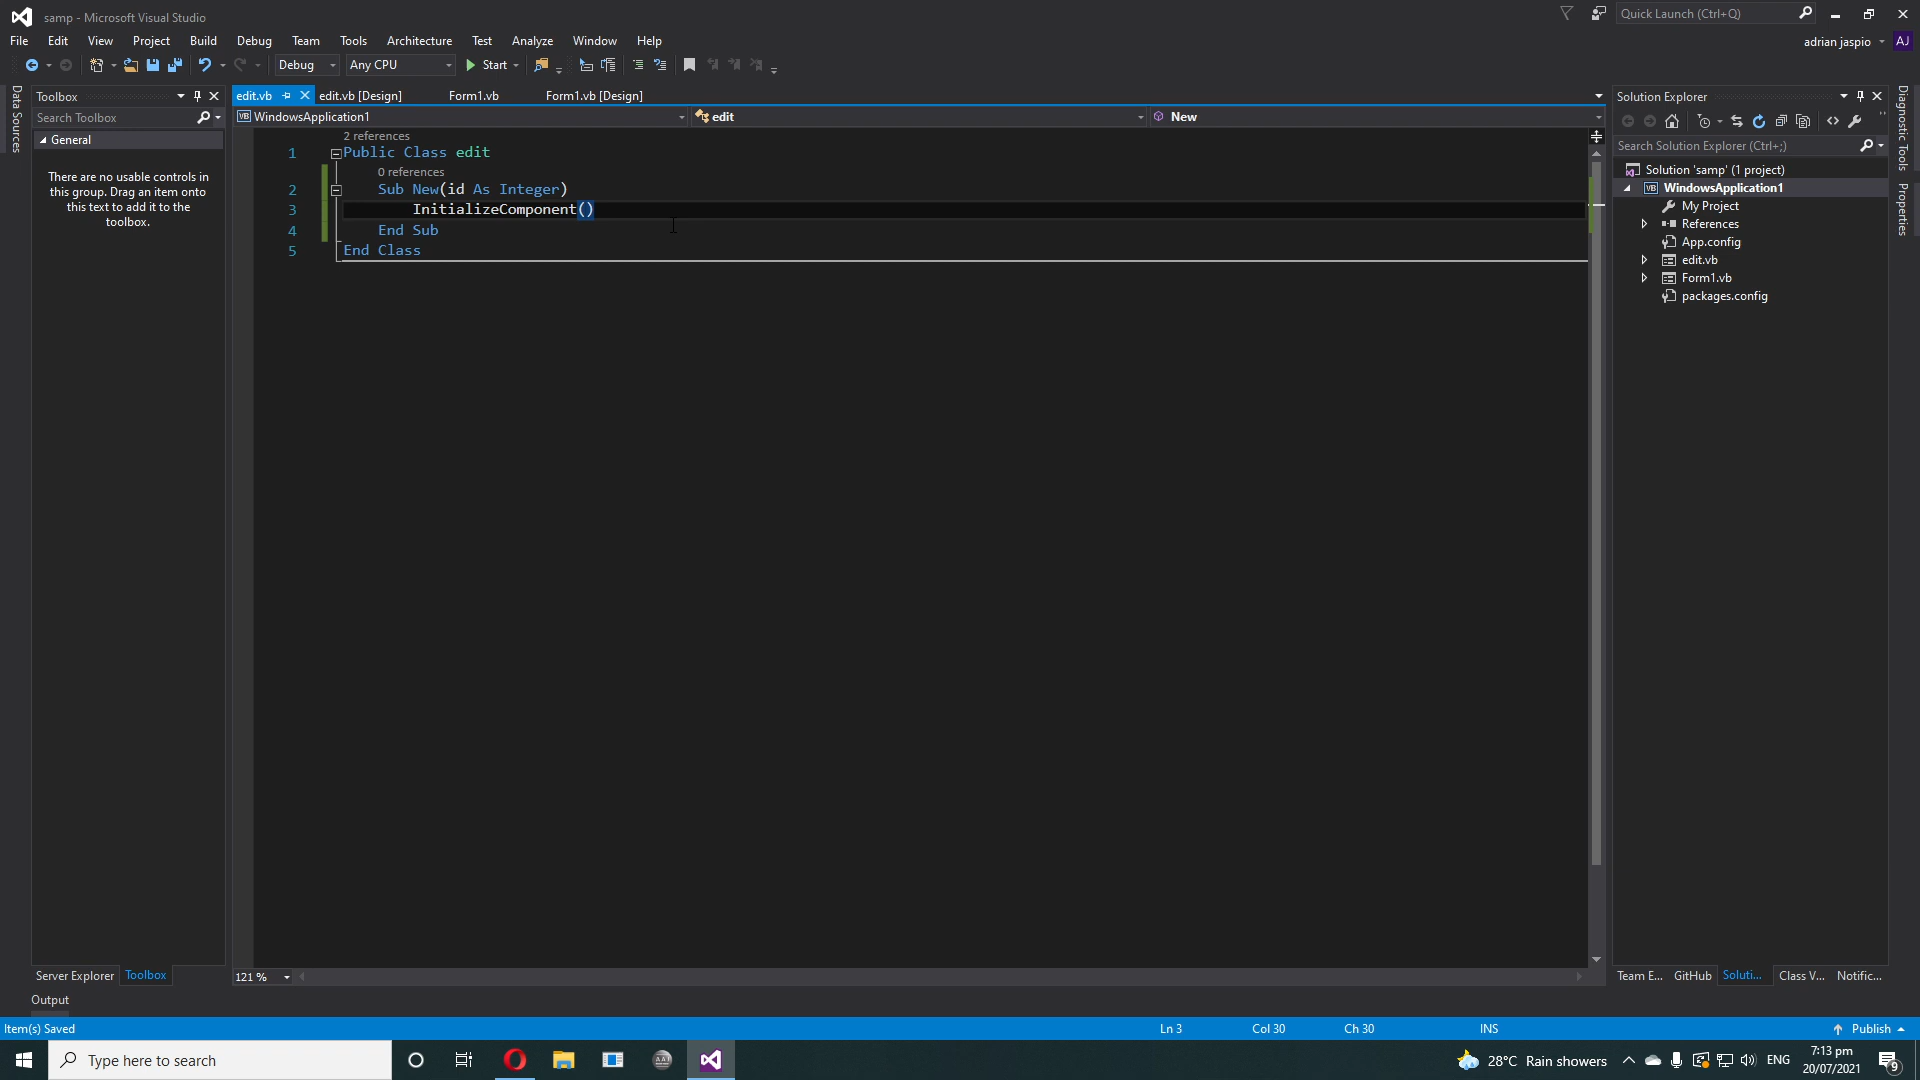 samp - Microsoft Visual Studio
Quick Launch (Ctrl+Q)
File Edit View Project Build Debug Team Tools Architecture Test Analyze Window Help
adrian jaspio AJ
Debug Any CPU Start
Data Sources
Toolbox
Search Toolbox
General
There are no usable controls in
this group. Drag an item onto
this text to add it to the
toolbox.
edit.vb edit.vb [Design] Form1.vb Form1.vb [Design]
VB WindowsApplication1 edit New
2 references
1 Public Class edit
0 references
2 Sub New(id As Integer)
3 InitializeComponent()
4 End Sub
5 End Class
Solution Explorer
Search Solution Explorer (Ctrl+;)
Solution 'samp' (1 project)
VB WindowsApplication1
My Project
References
App.config
edit.vb
Form1.vb
packages.config
Diagnostic Tools
Properties
121 %
Server Explorer Toolbox
Team E... GitHub Soluti... Class V... Notific...
Output
Item(s) Saved
Ln 3 Col 30 Ch 30 INS
Publish
Type here to search
AAJ
28°C Rain showers
ENG
7:13 pm
20/07/2021
9